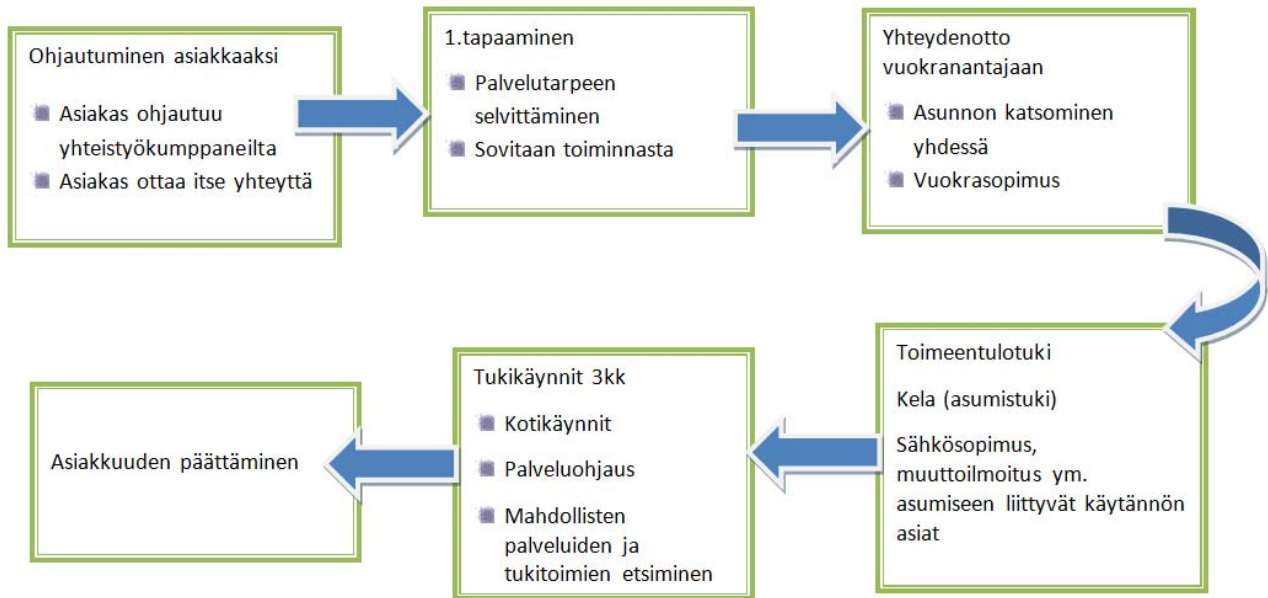 Ohjautuminen asiakkaaksi
Asiakas ohjautuu
yhteistyökumppaneilta
Asiakas ottaa itse yhteyttä
1.tapaaminen
Palvelutarpeen
selvittäminen
Sovitaan toiminnasta
Yhteydenotto
vuokranantajaan
Asunnon katsominen
yhdessä
Vuokrasopimus
Toimeentulotuki
Kela (asumistuki)
Sähkösopimus,
muuttoilmoitus ym.
asumiseen liittyvät käytännön
asiat
Tukikäynnit 3kk
Kotikäynnit
Palveluohjaus
Mahdollisten
palveluiden ja
tukitoimien etsiminen
Asiakkuuden päättäminen